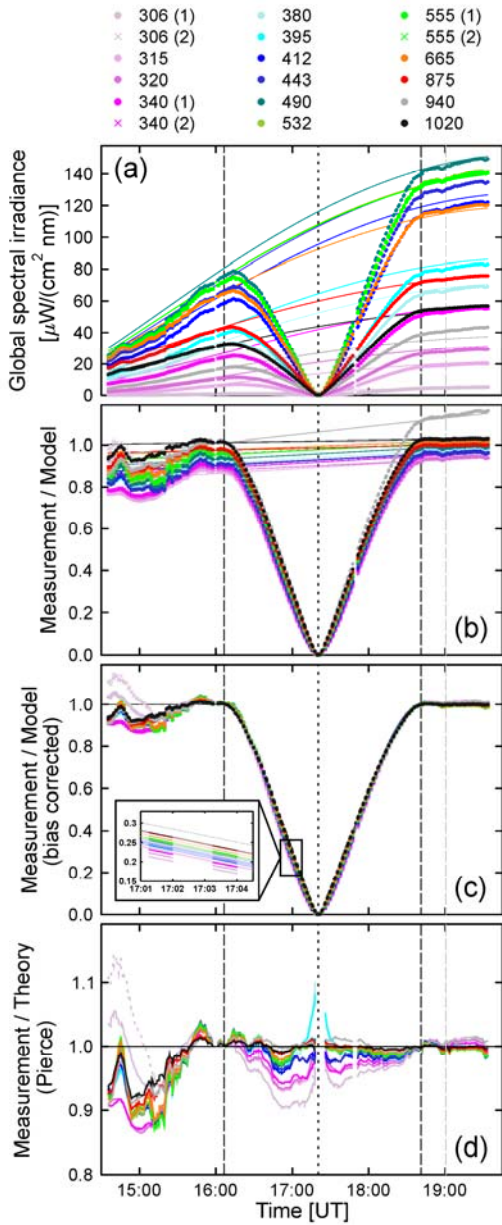 306 (1) 380 555 (1)
306 (2) 395 555 (2)
315 412 665
320 443 875
340 (1) 490 940
340 (2) 532 1020
(a)
Global spectral irradiance
[µW/(cm² nm)]
140
120
100
80
60
40
20
0
(b)
Measurement / Model
1.0
0.8
0.6
0.4
0.2
0.0
(c)
Measurement / Model
(bias corrected)
1.0
0.8
0.6
0.4
0.2
0.0
0.3
0.25
0.2
0.15
17:01 17:02 17:03 17:04
(d)
Measurement / Theory
(Pierce)
1.1
1.0
0.9
0.8
15:00 16:00 17:00 18:00 19:00
Time [UT]